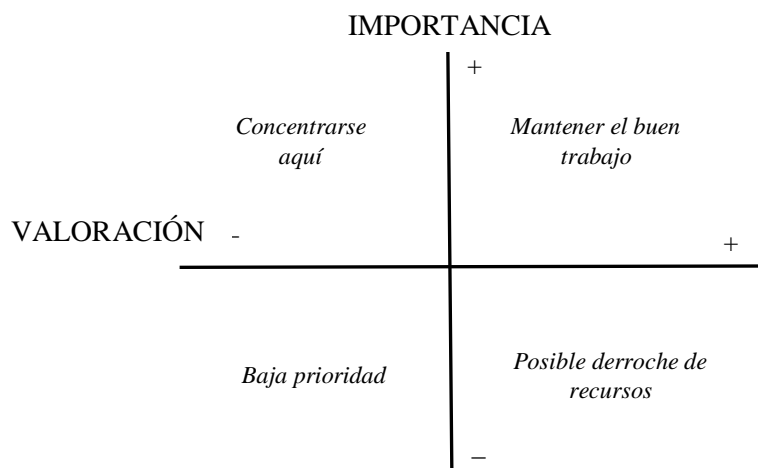 IMPORTANCIA
+
Concentrarse
aquí
Mantener el buen
trabajo
VALORACIÓN -
+
Baja prioridad
Posible derroche de
recursos
–